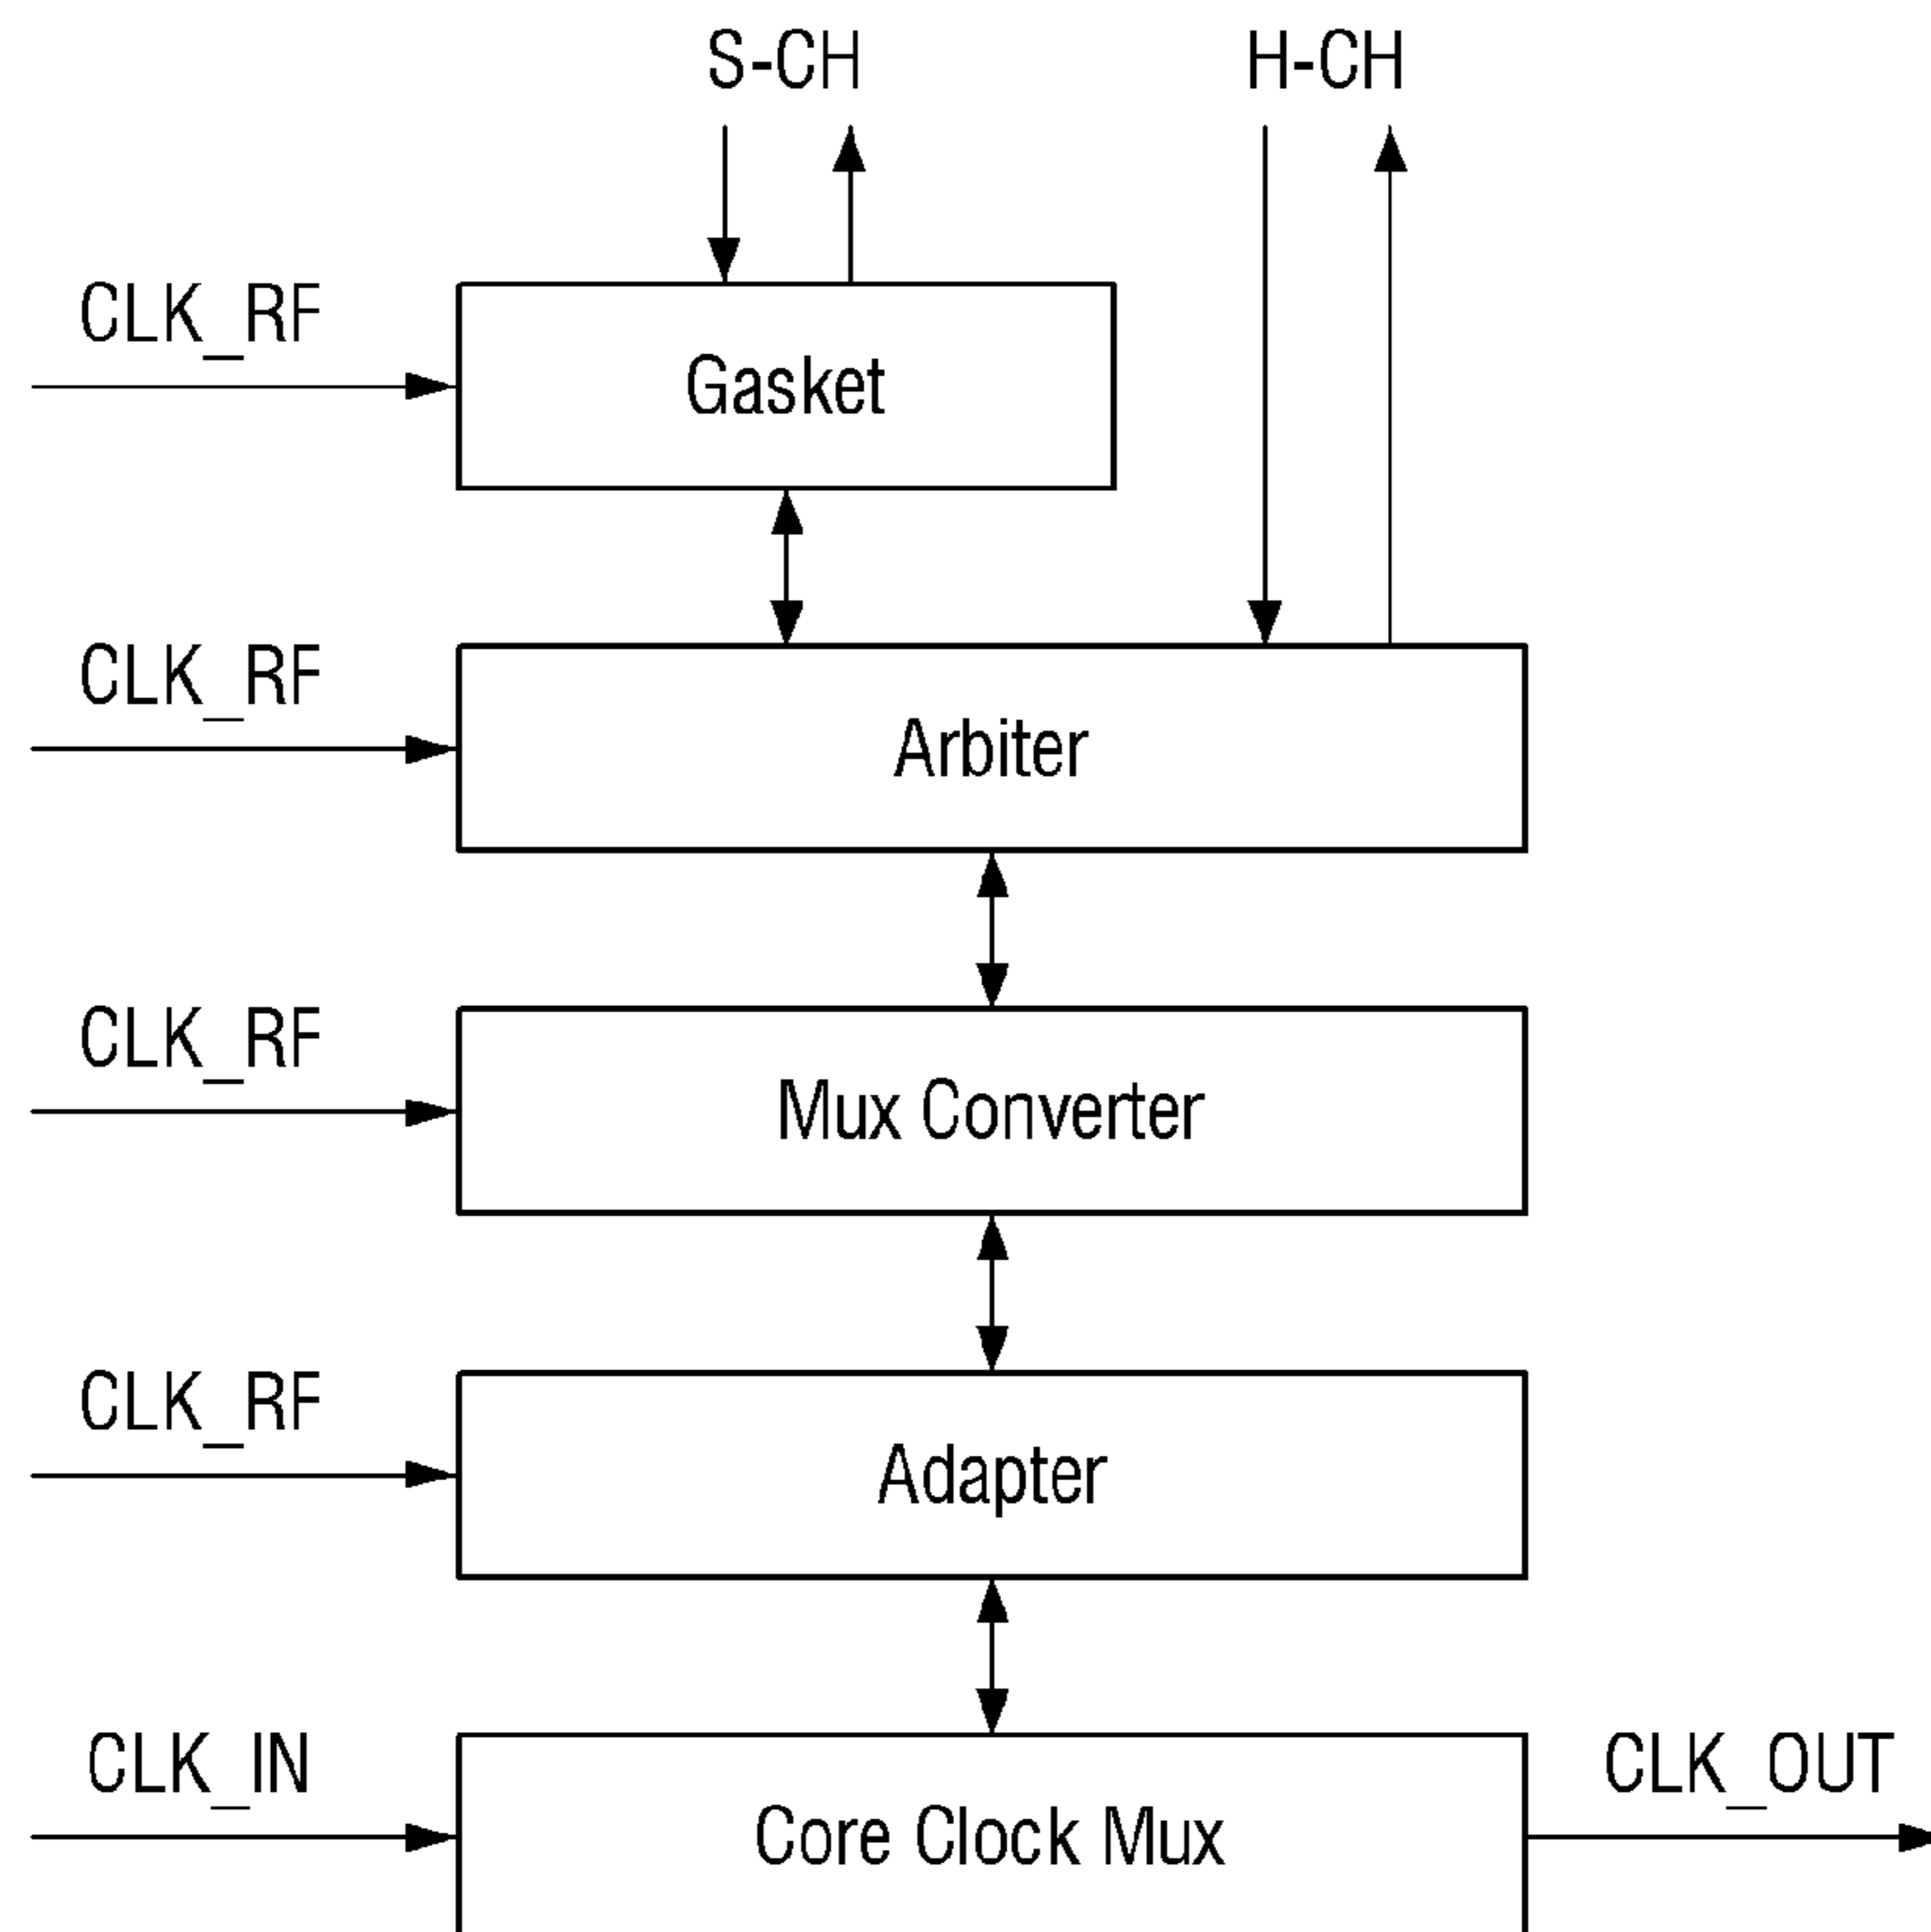 S-CH
H-CH
CLK_RF
Gasket
CLK_RF
Arbiter
CLK_RF
Mux Converter
CLK_RF
Adapter
CLK_IN
CLK_OUT
Core Clock Mux